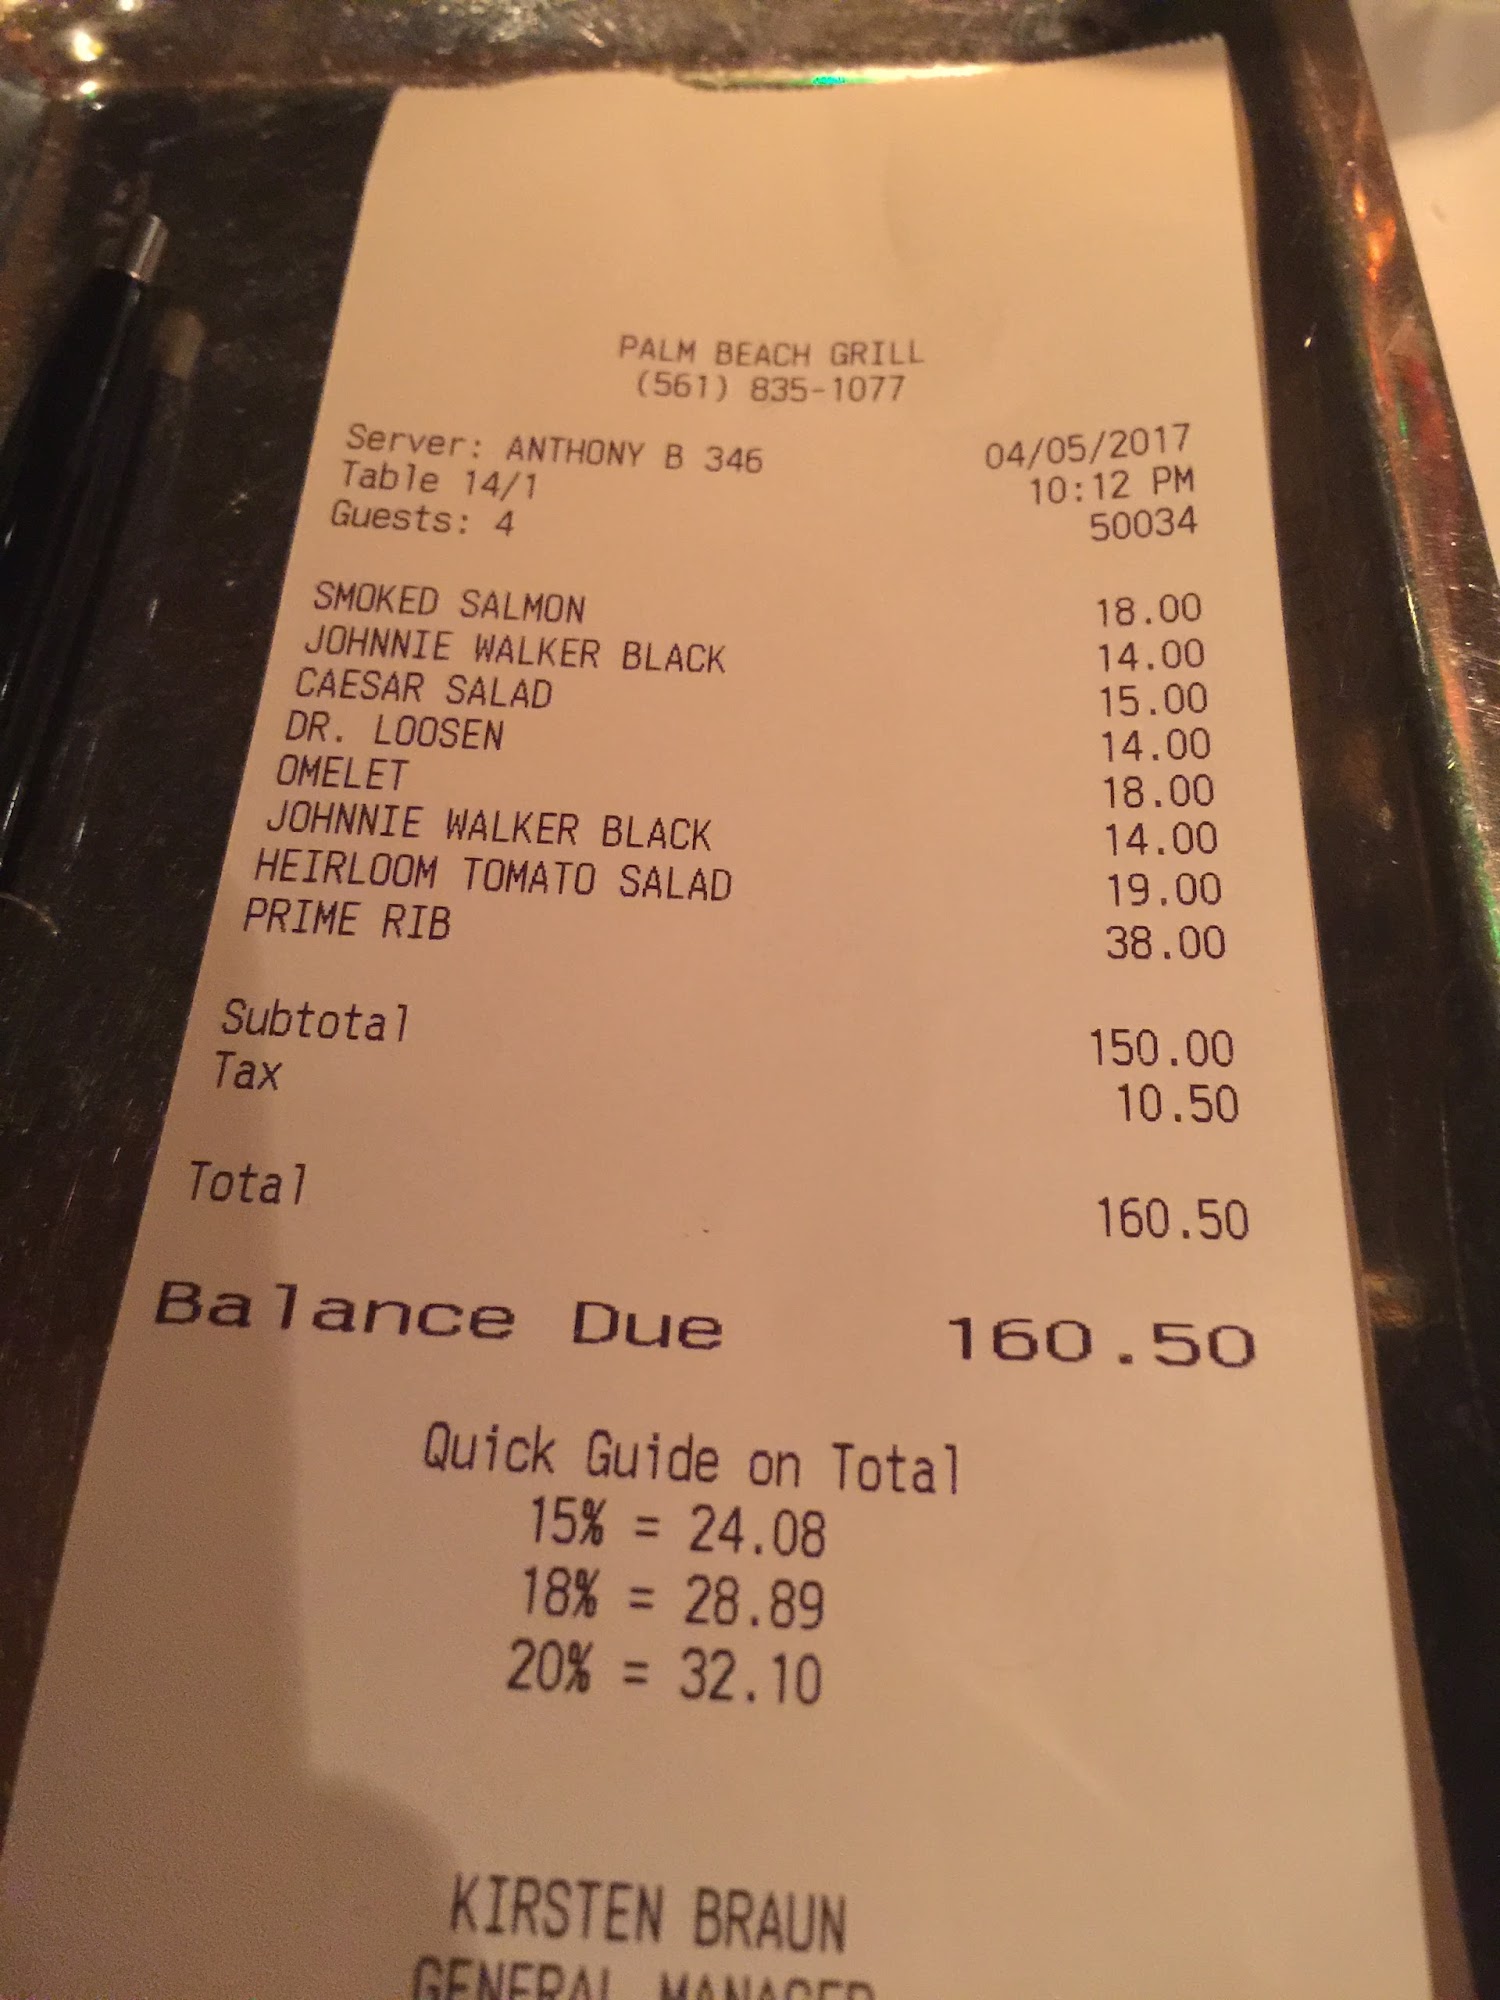 PALM BEACH GRILL
(561) 835-1077
Server: ANTHONY B 346 04/05/2017
Table 14/1 10:12 PM
Guests: 4 50034
SMOKED SALMON 18.00
JOHNNIE WALKER BLACK 14.00
CAESAR SALAD 15.00
DR. LOOSEN 14.00
OMELET 18.00
JOHNNIE WALKER BLACK 14.00
HEIRLOOM TOMATO SALAD 19.00
PRIME RIB 38.00
Subtotal 150.00
Tax 10.50
Total 160.50
Balance Due 160.50
Quick Guide on Total
15% = 24.08
18% = 28.89
20% = 32.10
KIRSTEN BRAUN
GENERAL MANAGER